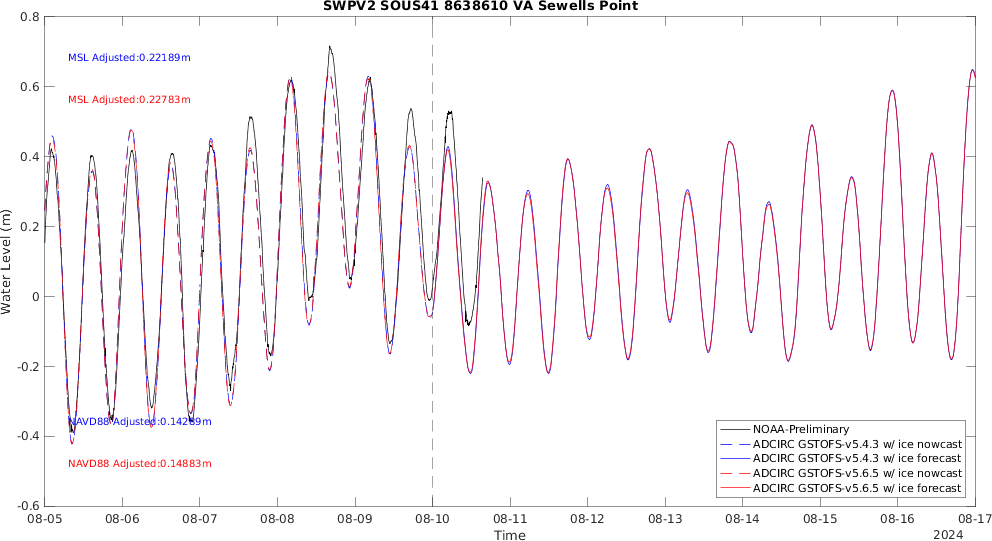 SWPV2 SOUS41 8638610 VA Sewells Point
0.8
0.6
0.4
0.2
0
-0.2
-0.4
-0.6
Water Level (m)
MSL Adjusted:0.22189m
MSL Adjusted:0.22783m
NAVD88 Adjusted:0.14289m
NAVD88 Adjusted:0.14883m
NOAA-Preliminary
ADCIRC GSTOFS-v5.4.3 w/ ice nowcast
ADCIRC GSTOFS-v5.4.3 w/ ice forecast
ADCIRC GSTOFS-v5.6.5 w/ ice nowcast
ADCIRC GSTOFS-v5.6.5 w/ ice forecast
08-05 08-06 08-07 08-08 08-09 08-10 08-11 08-12 08-13 08-14 08-15 08-16 08-17
Time
2024